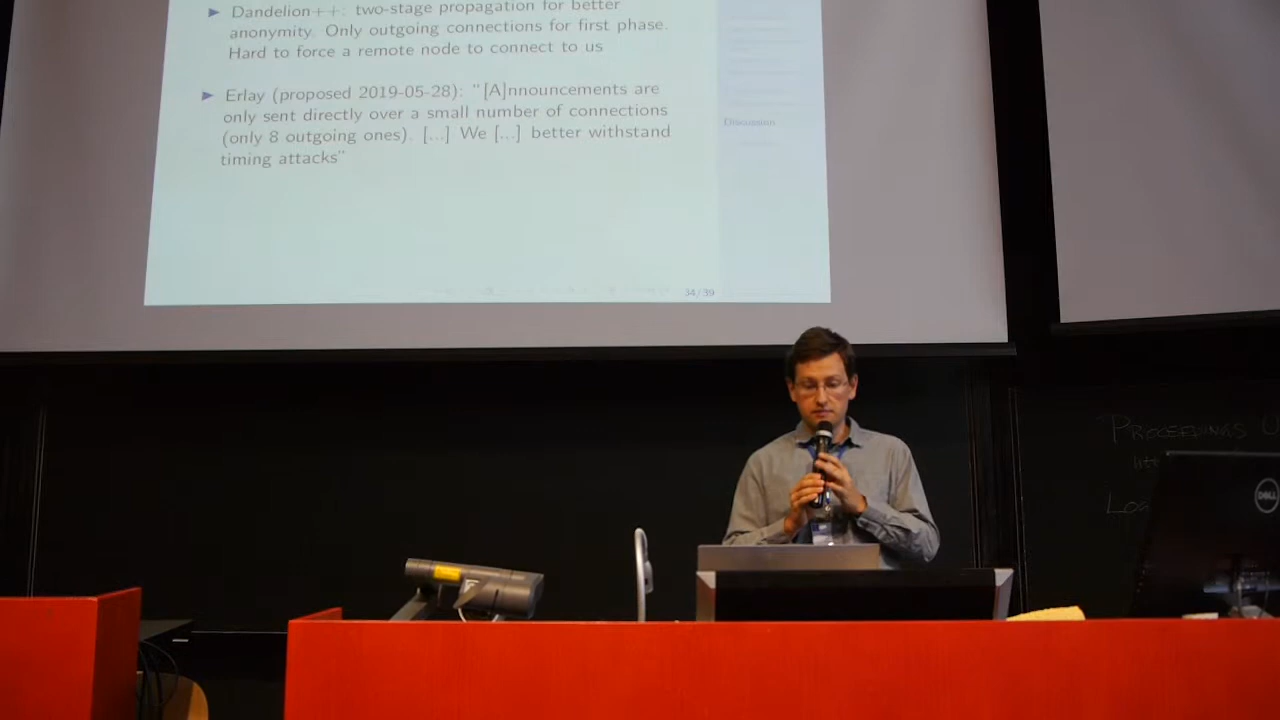 ▶ Dandelion++: two-stage propagation for better
anonymity. Only outgoing connections for first phase.
Hard to force a remote node to connect to us
▶ Erlay (proposed 2019-05-28): "[A]nnouncements are
only sent directly over a small number of connections
(only 8 outgoing ones). [...] We [...] better withstand
timing attacks"
Discussion
34 / 39
PROCEEDINGS
DELL